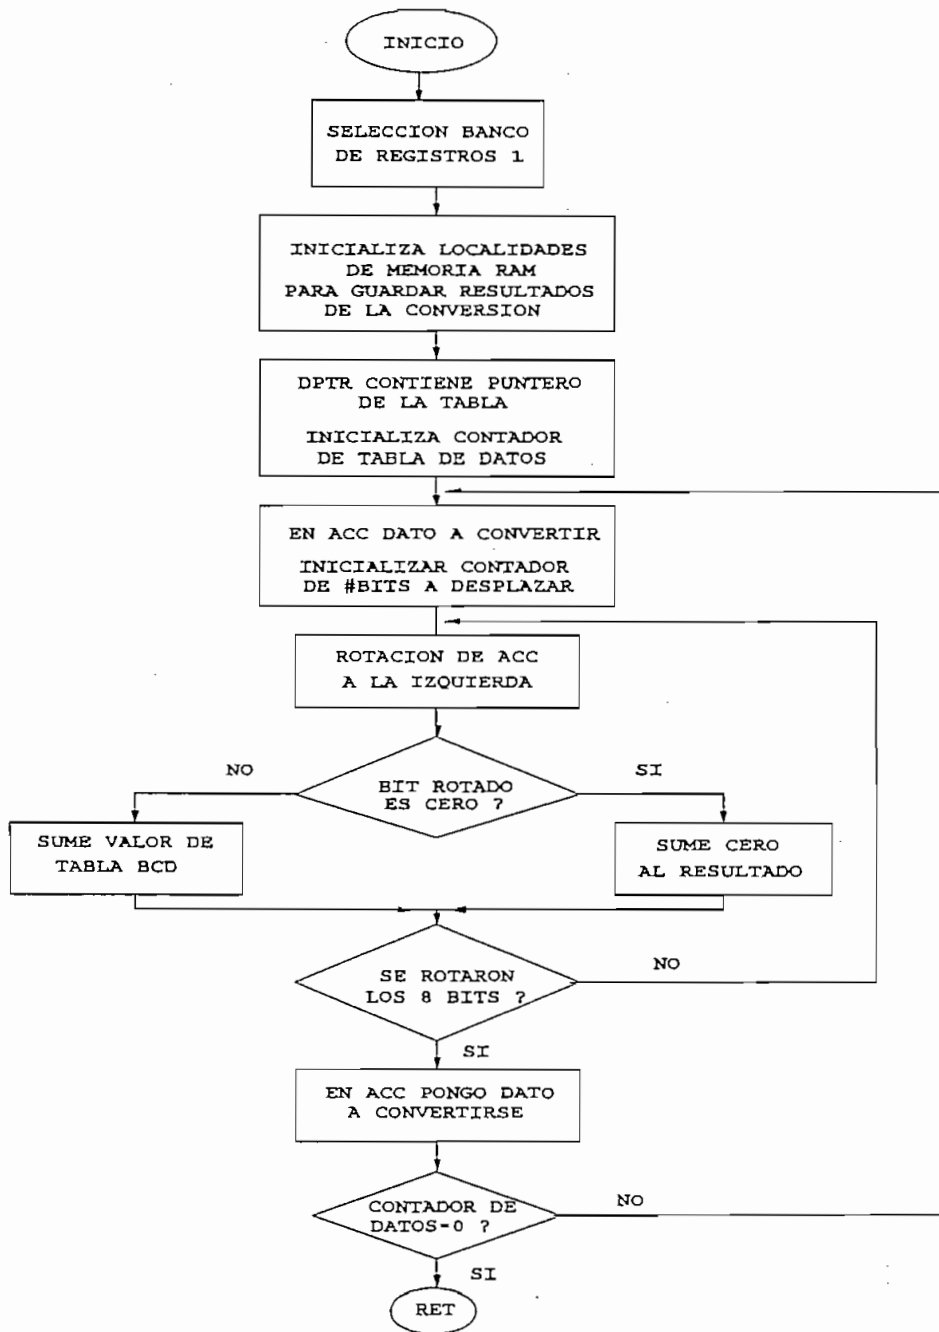 INICIO
SELECCION BANCO
DE REGISTROS 1
INICIALIZA LOCALIDADES
DE MEMORIA RAM
PARA GUARDAR RESULTADOS
DE LA CONVERSION
DPTR CONTIENE PUNTERO
DE LA TABLA
INICIALIZA CONTADOR
DE TABLA DE DATOS
EN ACC DATO A CONVERTIR
INICIALIZAR CONTADOR
DE #BITS A DESPLAZAR
ROTACION DE ACC
A LA IZQUIERDA
NO
SI
BIT ROTADO
ES CERO ?
SUME VALOR DE
TABLA BCD
SUME CERO
AL RESULTADO
SE ROTARON
LOS 8 BITS ?
NO
SI
EN ACC PONGO DATO
A CONVERTIRSE
CONTADOR DE
DATOS=0 ?
NO
SI
RET